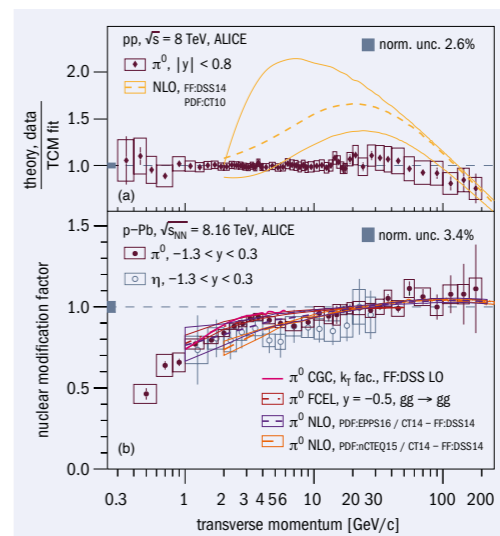 pp, √s = 8 TeV, ALICE
norm. unc. 2.6%
π⁰, |y| < 0.8
NLO, FF:DSS14
PDF:CT10
theory, data
TCM fit
2.0
1.5
1.0
(a)
p–Pb, √sNN = 8.16 TeV, ALICE
norm. unc. 3.4%
π⁰, −1.3 < y < 0.3
η, −1.3 < y < 0.3
nuclear modification factor
1.5
1.0
0.5
0.0
π⁰ CGC, kT fac., FF:DSS LO
π⁰ FCEL, y = −0.5, gg → gg
π⁰ NLO, PDF:EPPS16 / CT14 – FF:DSS14
π⁰ NLO, PDF:nCTEQ15 / CT14 – FF:DSS14
(b)
0.3 1 2 3 4 5 6 10 20 30 100 200
transverse momentum [GeV/c]